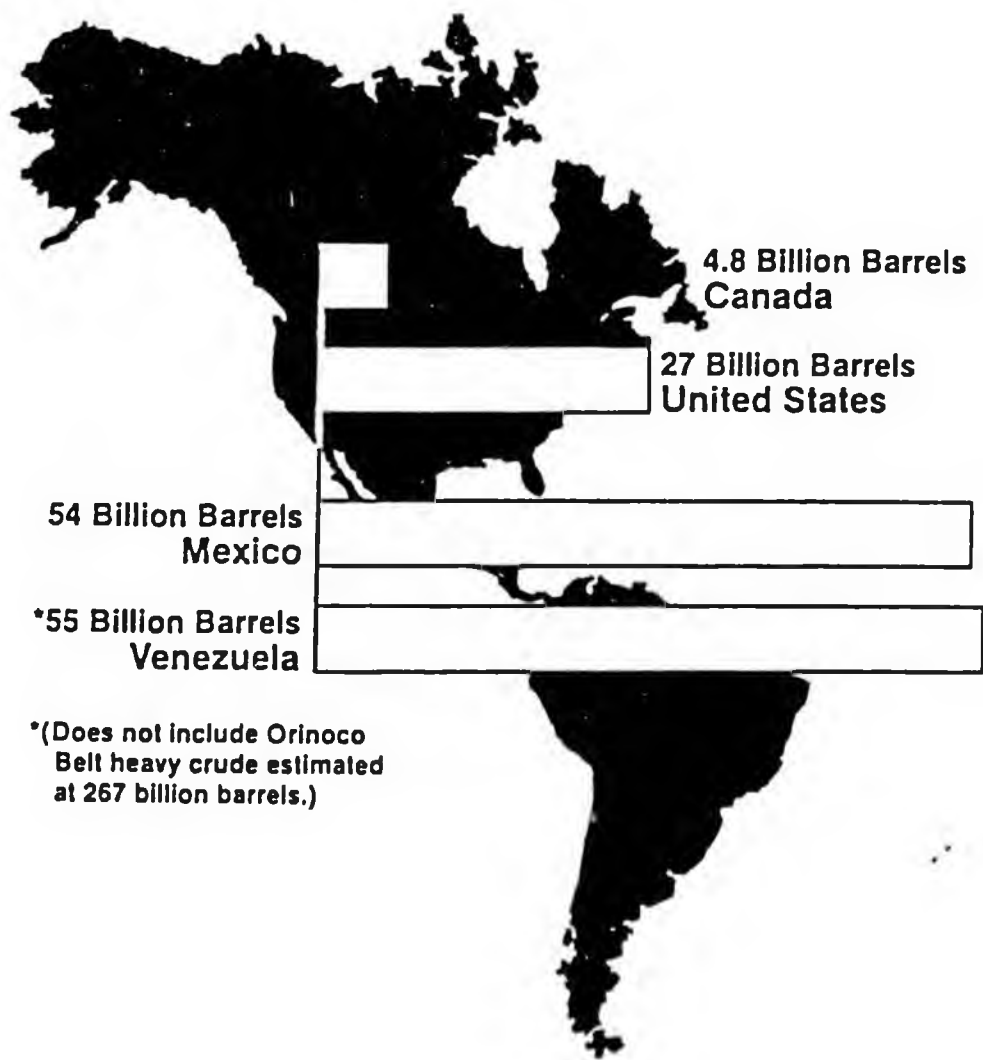 4.8 Billion Barrels
Canada
27 Billion Barrels
United States
54 Billion Barrels
Mexico
*55 Billion Barrels
Venezuela
*(Does not include Orinoco
Belt heavy crude estimated
at 267 billion barrels.)